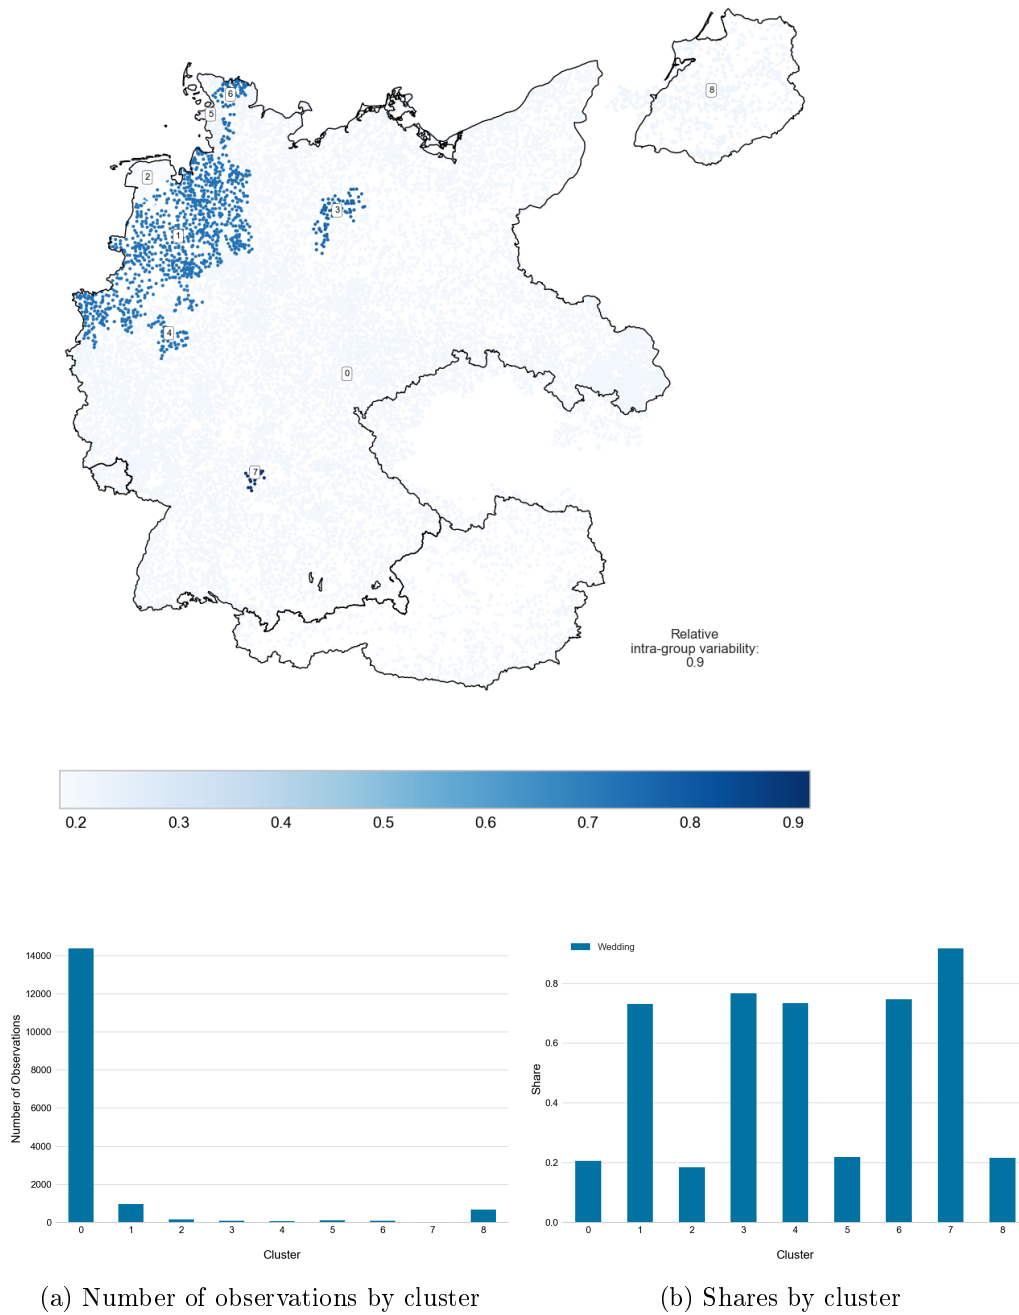 8
6
5
2
3
1
4
0
7
Relative
intra-group variability:
0.9
0.2 0.3 0.4 0.5 0.6 0.7 0.8 0.9
Number of Observations
14000
12000
10000
8000
6000
4000
2000
0
0 1 2 3 4 5 6 7 8
Cluster
Wedding
Share
0.8
0.6
0.4
0.2
0.0
0 1 2 3 4 5 6 7 8
Cluster
(a) Number of observations by cluster
(b) Shares by cluster